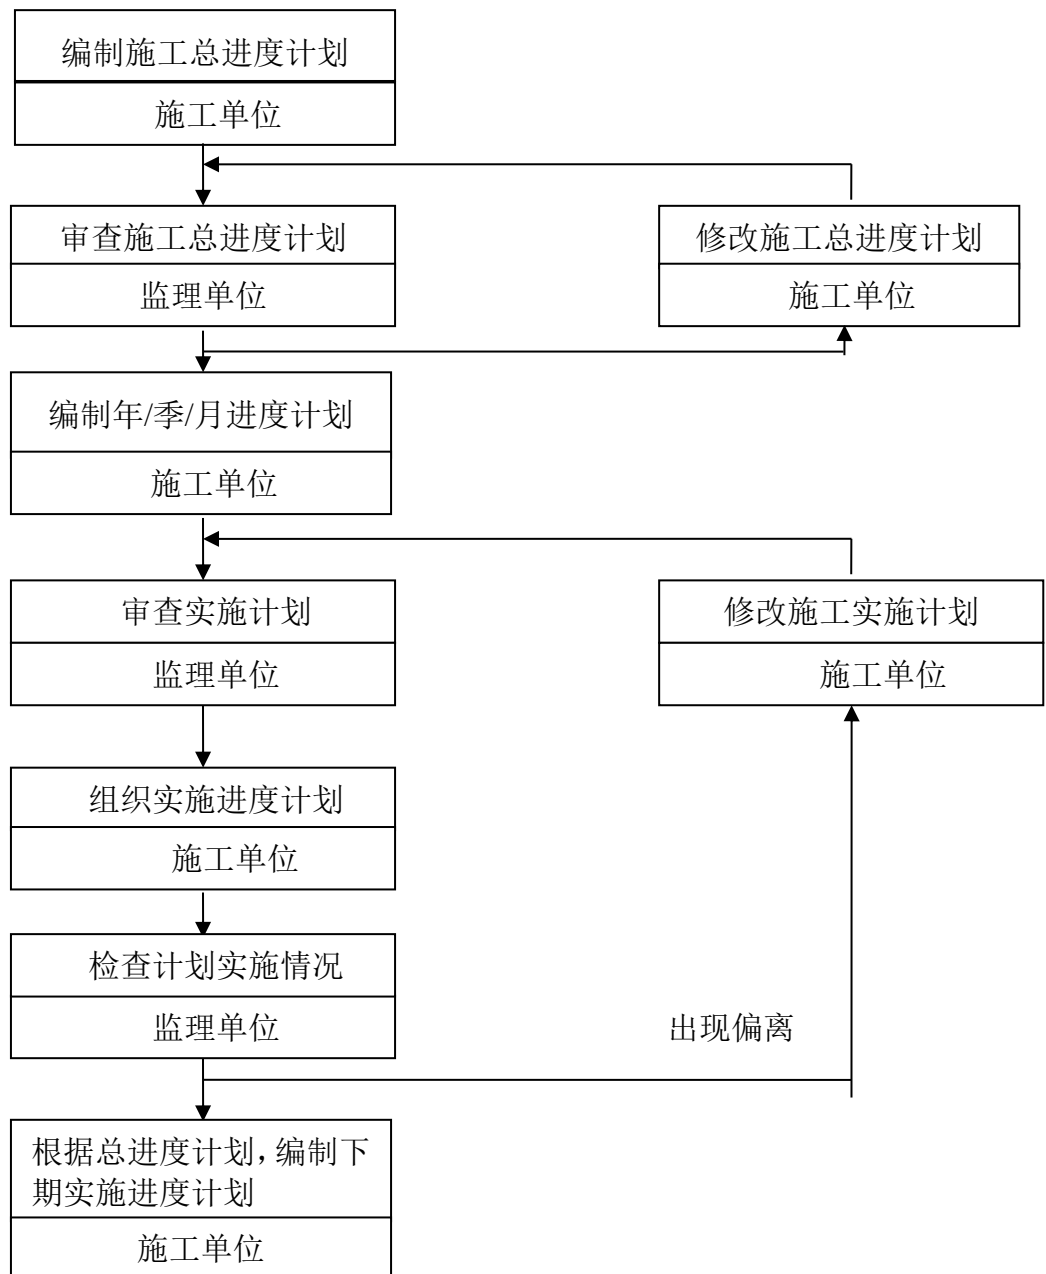 编制施工总进度计划
施工单位
审查施工总进度计划
监理单位
修改施工总进度计划
施工单位
编制年/季/月进度计划
施工单位
审查实施计划
监理单位
修改施工实施计划
施工单位
组织实施进度计划
施工单位
检查计划实施情况
监理单位
出现偏离
根据总进度计划，编制下
期实施进度计划
施工单位